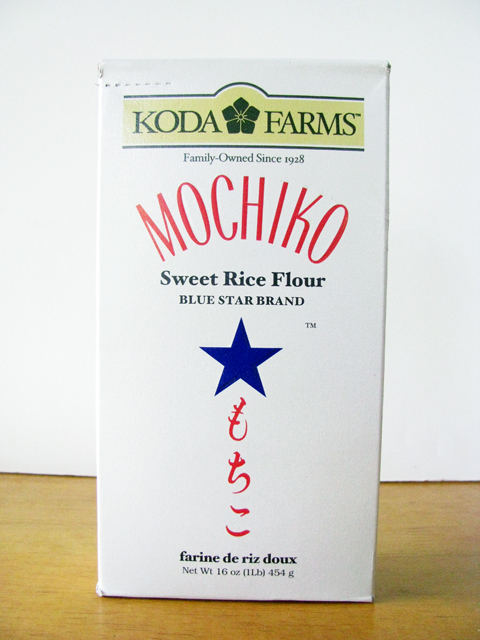 KODA FARMS™
Family-Owned Since 1928
MOCHIKO
Sweet Rice Flour
BLUE STAR BRAND
TM
もちこ
farine de riz doux
Net Wt 16 oz (1Lb) 454 g